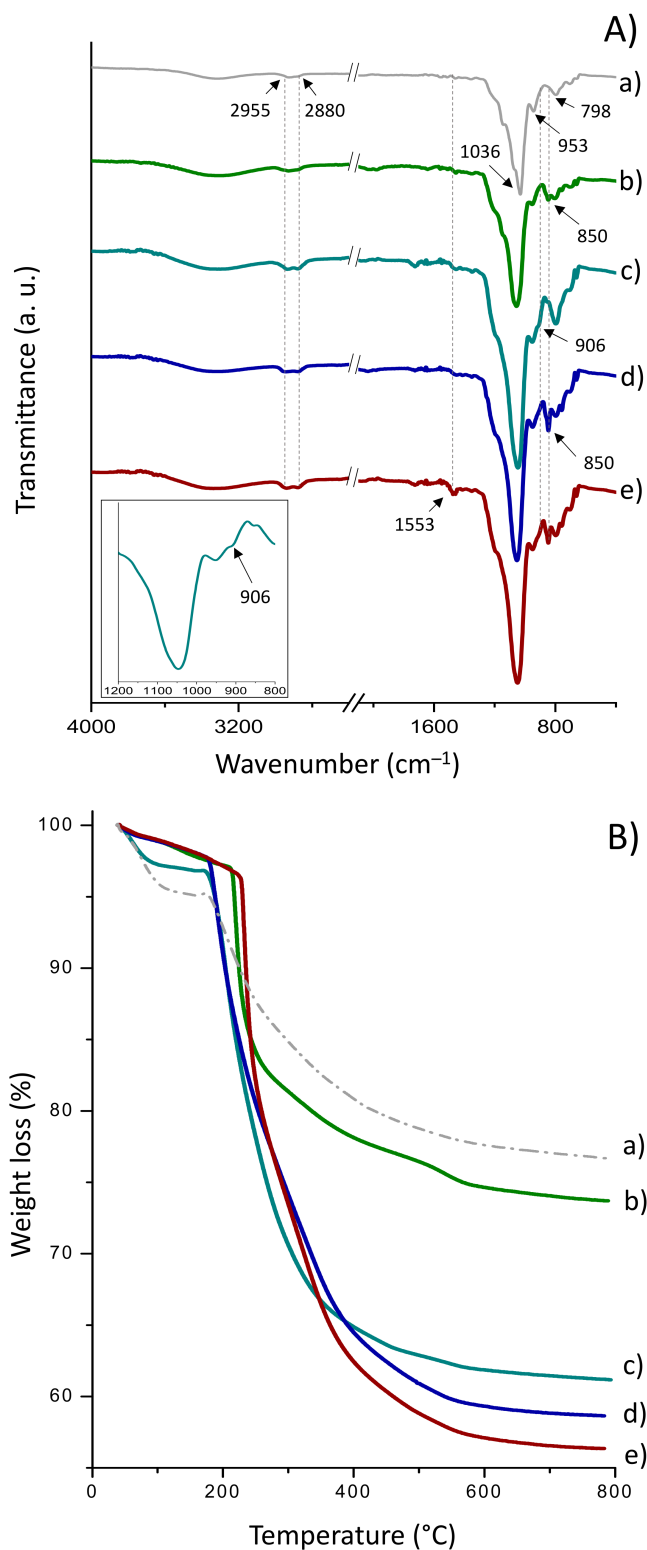 A)
a)
2955
2880
798
953
1036
b)
850
c)
906
d)
850
e)
1553
906
1200
1100
1000
900
800
4000
3200
1600
800
Transmittance (a. u.)
Wavenumber (cm⁻¹)
B)
100
90
80
70
60
a)
b)
c)
d)
e)
Weight loss (%)
0
200
400
600
800
Temperature (°C)